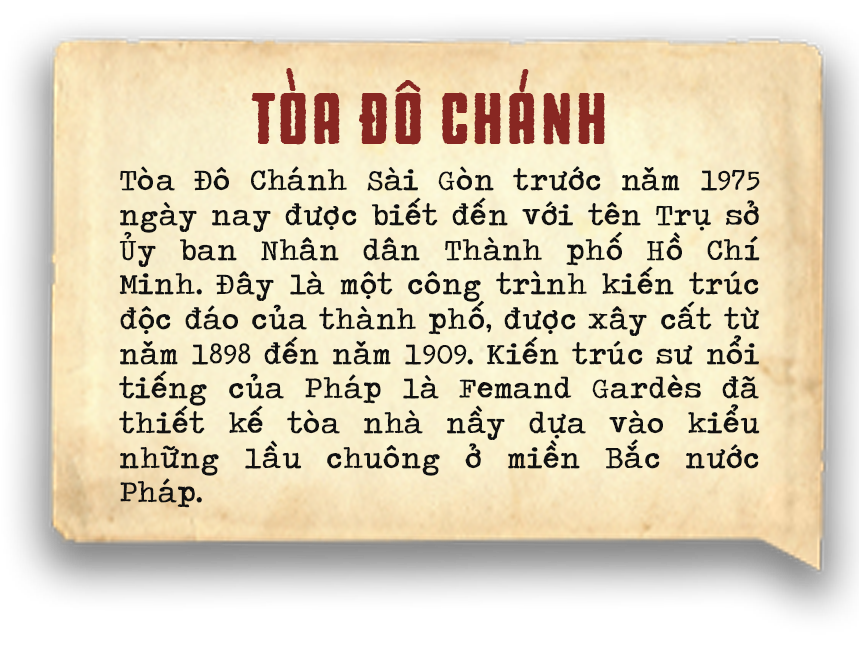 TÒA ĐÔ CHÁNH
Tòa Đô Chánh Sài Gòn trước năm 1975
ngày nay được biết đến với tên Trụ sở
Ủy ban Nhân dân Thành phố Hồ Chí
Minh. Đây là một công trình kiến trúc
độc đáo của thành phố, được xây cất từ
năm 1898 đến năm 1909. Kiến trúc sư nổi
tiếng của Pháp là Femand Gardès đã
thiết kế tòa nhà nầy dựa vào kiểu
những lầu chuông ở miền Bắc nước
Pháp.